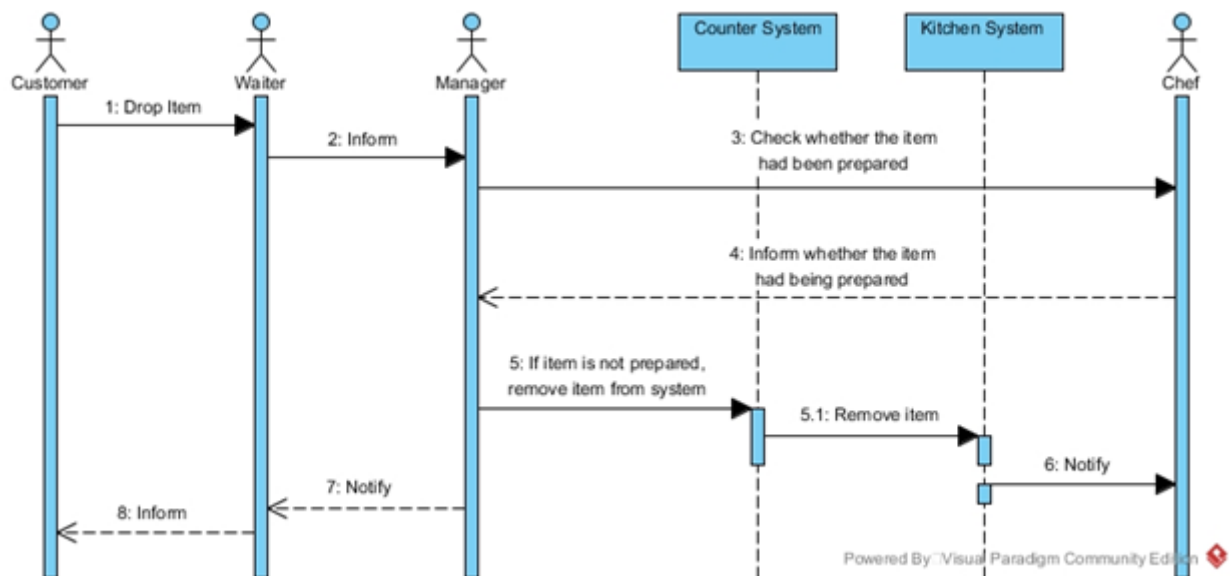 Counter System
Kitchen System
Customer
Waiter
Manager
Chef
1: Drop Item
2: Inform
3: Check whether the item
had been prepared
4: Inform whether the item
had being prepared
5: If item is not prepared,
remove item from system
5.1: Remove item
6: Notify
7: Notify
8: Inform
Powered By Visual Paradigm Community Edition